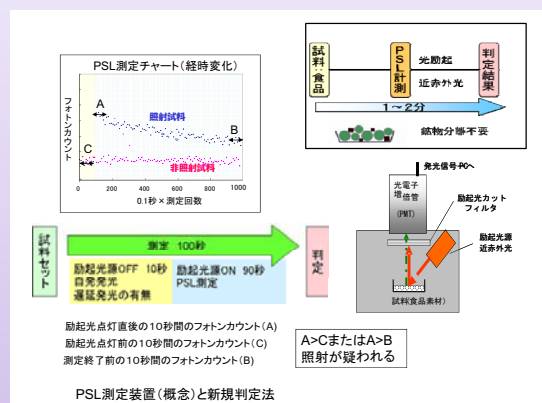 PSL測定チャート(経時変化)
フォトンカウント
A
照射試料
B
C
非照射試料
0
200
400
600
800
1000
0.1秒×測定回数
試料:食品
PSL計測
光励起
近赤外光
判定結果
1~2分
鉱物分離不要
発光信号-PCへ
光電子
増倍管
(PMT)
励起光カット
フィルタ
励起光源
近赤外光
試料(食品素材)
試料セット
測定 100秒
励起光源OFF 10秒
自発発光
遅延発光の有無
励起光源ON 90秒
PSL測定
判定
励起光点灯直後の10秒間のフォトンカウント(A)
励起光点灯前の10秒間のフォトンカウント(C)
測定終了前の10秒間のフォトンカウント(B)
A>CまたはA>B
照射が疑われる
PSL測定装置(概念)と新規判定法